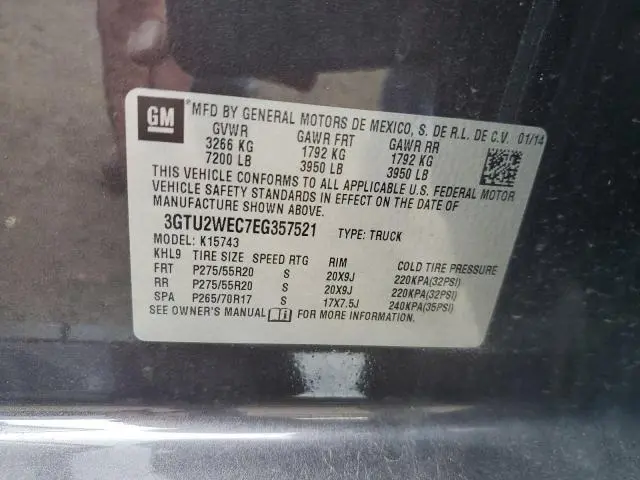 GM
*MFD BY GENERAL MOTORS DE MEXICO, S. DE R.L. DE C.V. 01/14
GVWR GAWR FRT GAWR RR
3266 KG 1792 KG 1792 KG
7200 LB 3950 LB 3950 LB
THIS VEHICLE CONFORMS TO ALL APPLICABLE U.S. FEDERAL MOTOR
VEHICLE SAFETY STANDARDS IN EFFECT ON THE DATE OF
MANUFACTURE SHOWN ABOVE.
3GTU2WEC7EG357521 TYPE: TRUCK
MODEL: K15743
KHL9 TIRE SIZE SPEED RTG RIM COLD TIRE PRESSURE
FRT P275/55R20 S 20X9J 220KPA(32PSI)
RR P275/55R20 S 20X9J 220KPA(32PSI)
SPA P265/70R17 S 17X7.5J 240KPA(35PSI)
SEE OWNER'S MANUAL FOR MORE INFORMATION.